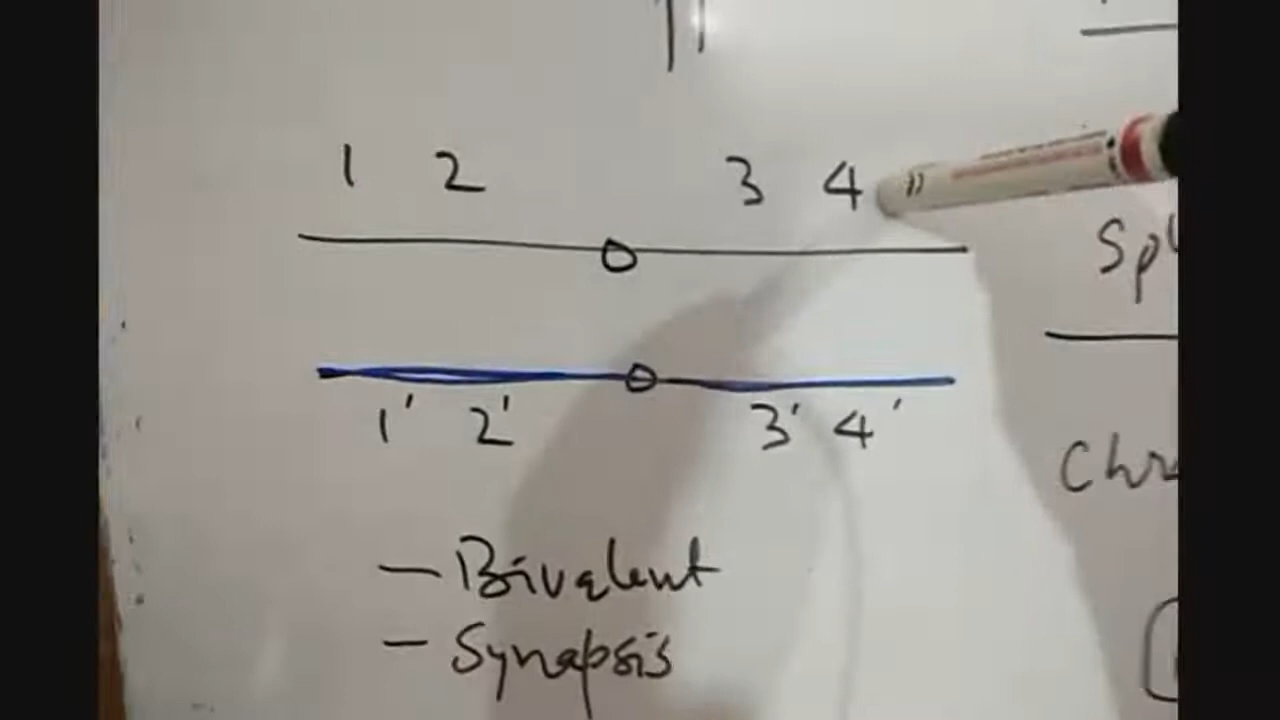 1 2 3 4
1' 2' 3' 4'
– Bivalent
– Synapsis